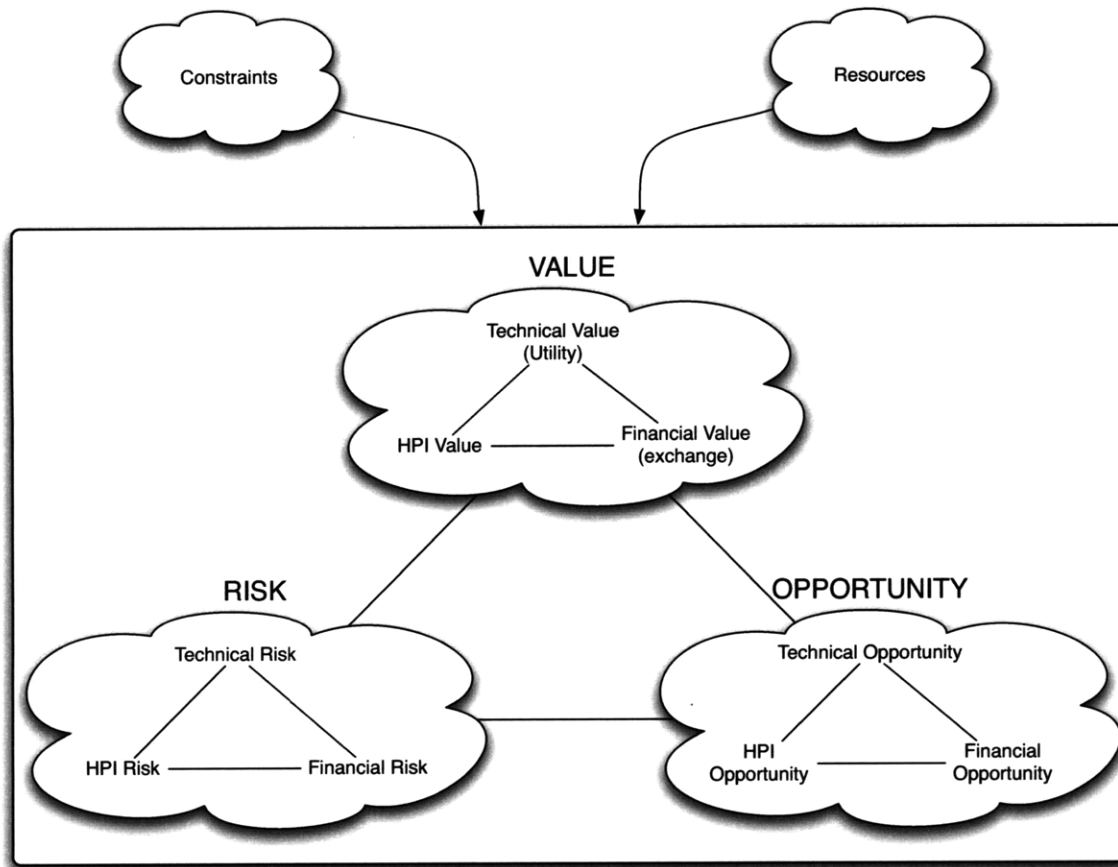 Constraints
Resources
VALUE
Technical Value
(Utility)
HPI Value
Financial Value
(exchange)
RISK
Technical Risk
HPI Risk
Financial Risk
OPPORTUNITY
Technical Opportunity
HPI
Opportunity
Financial
Opportunity